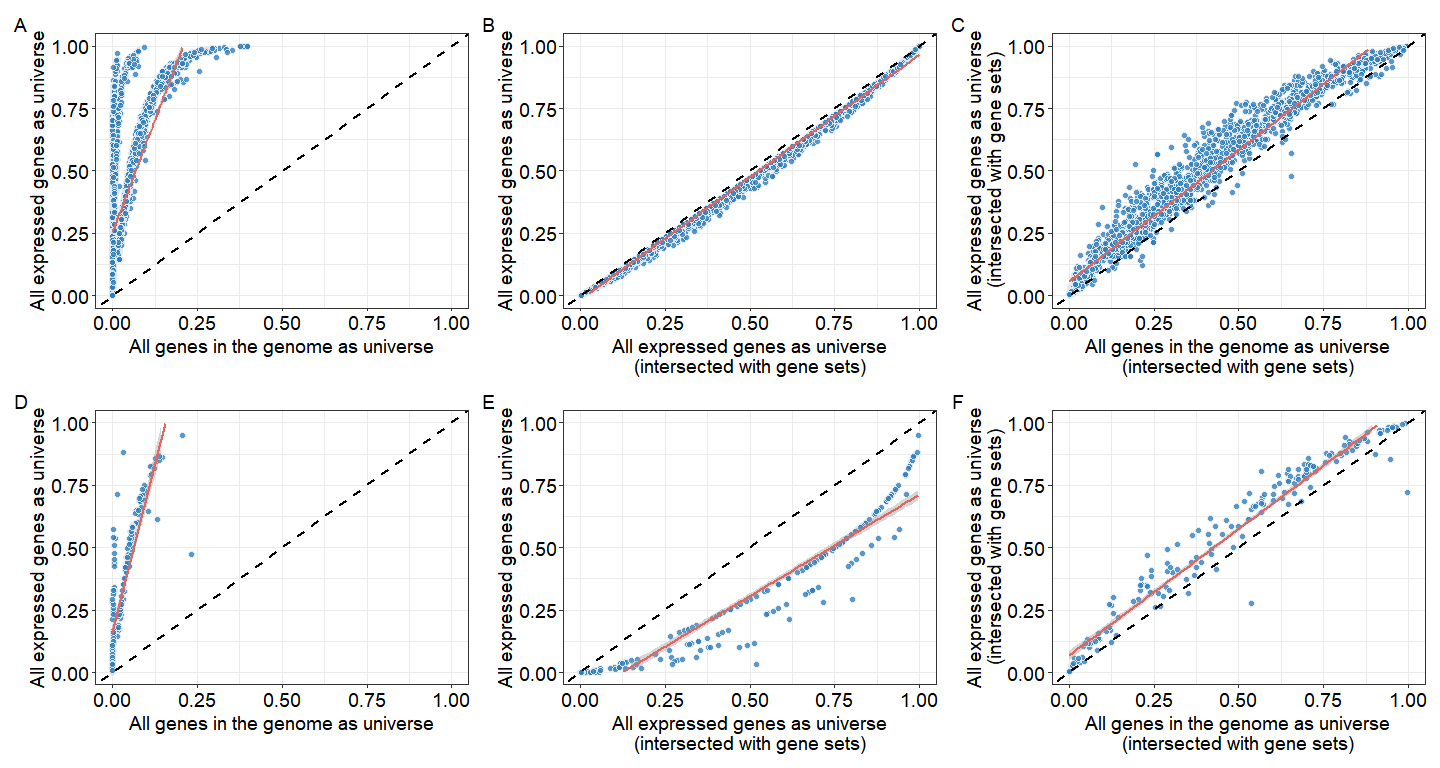 A
All expressed genes as universe
1.00
0.75
0.50
0.25
0.00
0.00 0.25 0.50 0.75 1.00
All genes in the genome as universe
B
All expressed genes as universe
1.00
0.75
0.50
0.25
0.00
0.00 0.25 0.50 0.75 1.00
All expressed genes as universe
(intersected with gene sets)
C
All expressed genes as universe
(intersected with gene sets)
1.00
0.75
0.50
0.25
0.00
0.00 0.25 0.50 0.75 1.00
All genes in the genome as universe
(intersected with gene sets)
D
All expressed genes as universe
1.00
0.75
0.50
0.25
0.00
0.00 0.25 0.50 0.75 1.00
All genes in the genome as universe
E
All expressed genes as universe
1.00
0.75
0.50
0.25
0.00
0.00 0.25 0.50 0.75 1.00
All expressed genes as universe
(intersected with gene sets)
F
All expressed genes as universe
(intersected with gene sets)
1.00
0.75
0.50
0.25
0.00
0.00 0.25 0.50 0.75 1.00
All genes in the genome as universe
(intersected with gene sets)